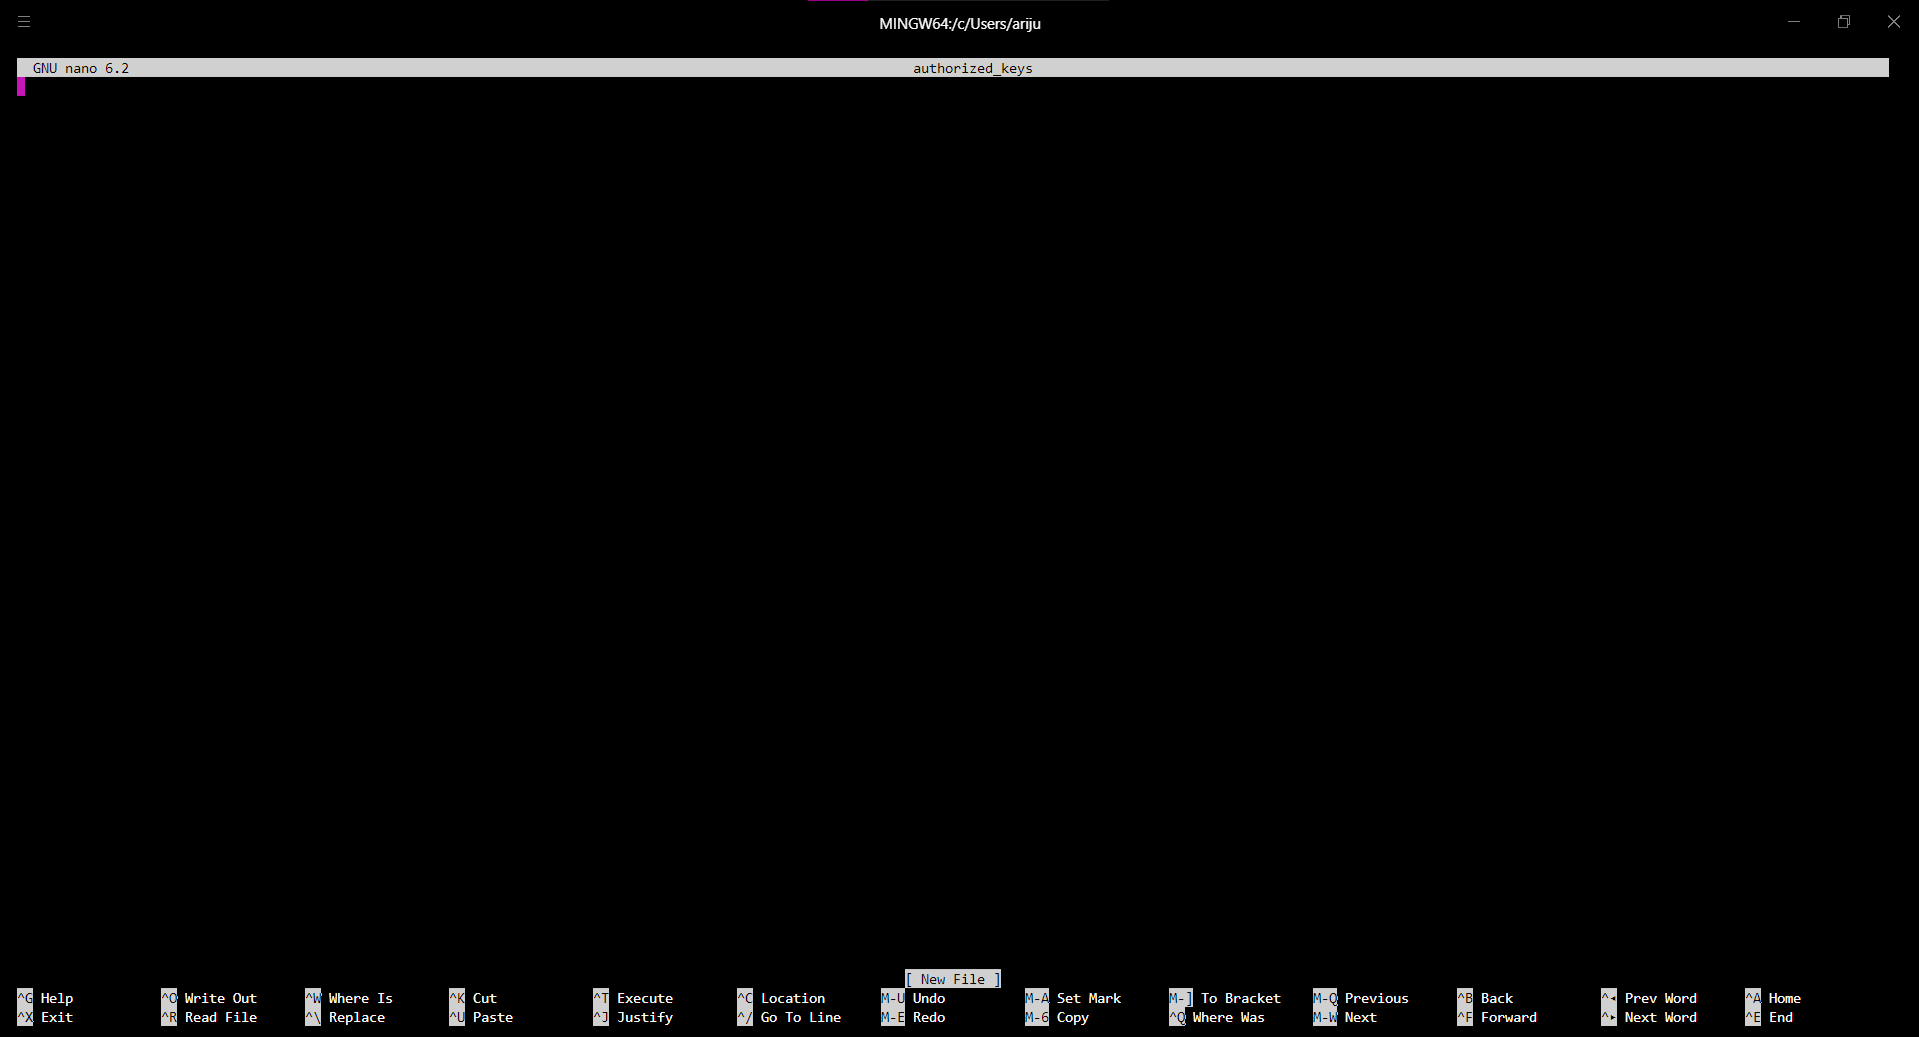 MINGW64:/c/Users/ariju
GNU nano 6.2 authorized_keys
[ New File ]
^G Help ^O Write Out ^W Where Is ^K Cut ^T Execute ^C Location M-U Undo M-A Set Mark M-] To Bracket M-Q Previous ^B Back ^◂ Prev Word ^A Home
^X Exit ^R Read File ^\ Replace ^U Paste ^J Justify ^/ Go To Line M-E Redo M-6 Copy ^Q Where Was M-W Next ^F Forward ^▸ Next Word ^E End